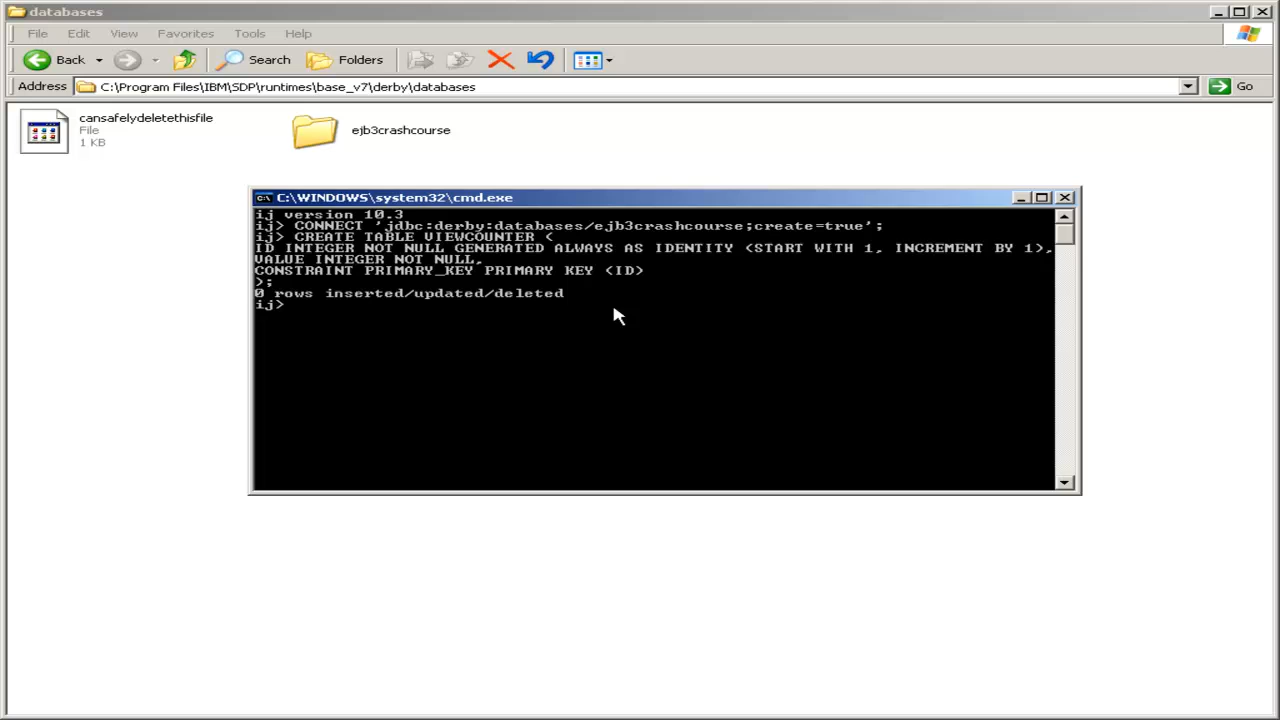 databases
File Edit View Favorites Tools Help
Back Search Folders
Address C:\Program Files\IBM\SDP\runtimes\base_v7\derby\databases Go
cansafelydeletethisfile
File
1 KB
ejb3crashcourse
C:\WINDOWS\system32\cmd.exe
ij version 10.3
ij> CONNECT 'jdbc:derby:databases/ejb3crashcourse;create=true';
ij> CREATE TABLE VIEWCOUNTER (
ID INTEGER NOT NULL GENERATED ALWAYS AS IDENTITY (START WITH 1, INCREMENT BY 1),
VALUE INTEGER NOT NULL,
CONSTRAINT PRIMARY_KEY PRIMARY KEY (ID)
);
0 rows inserted/updated/deleted
ij>